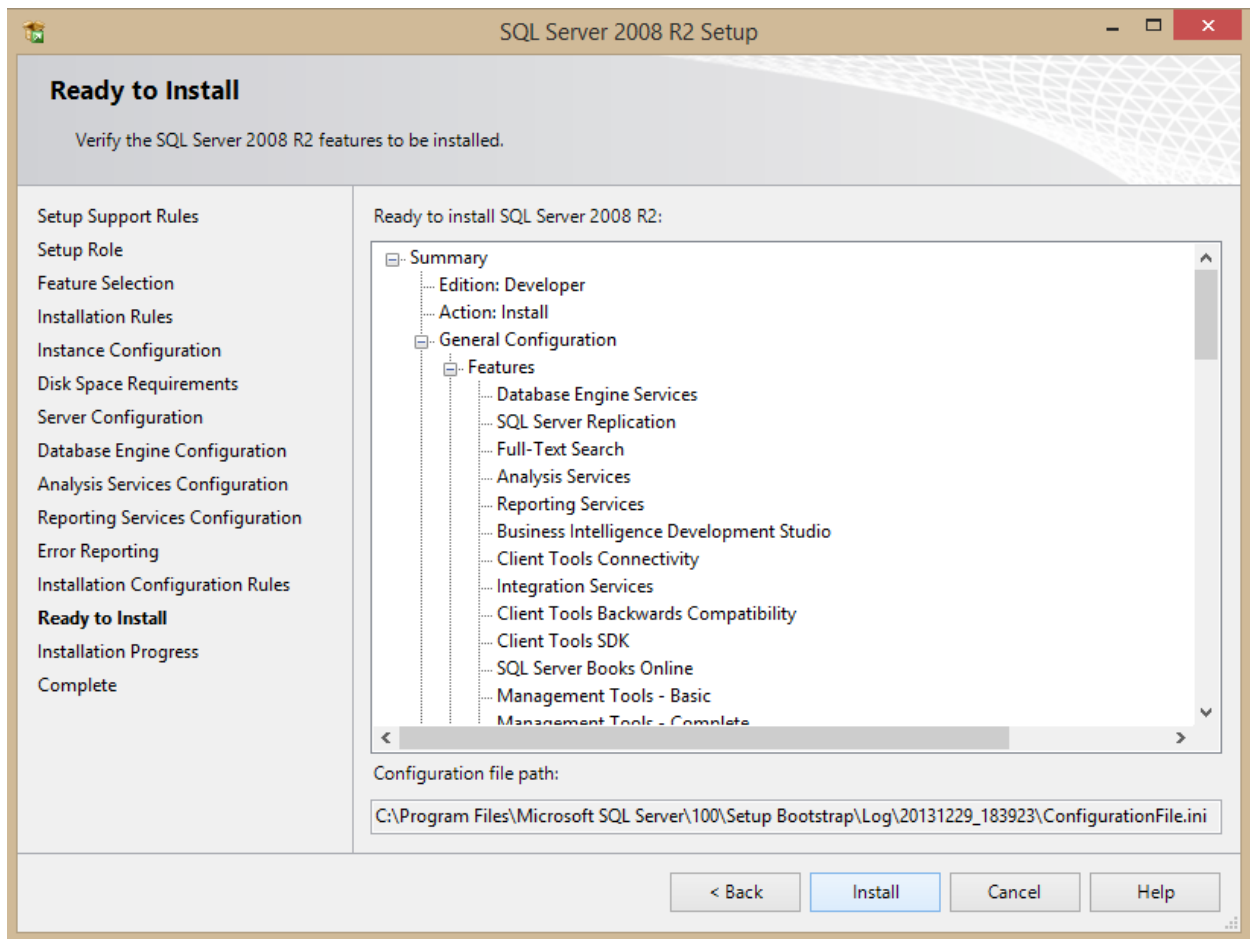 SQL Server 2008 R2 Setup
Ready to Install
Verify the SQL Server 2008 R2 features to be installed.
Setup Support Rules
Setup Role
Feature Selection
Installation Rules
Instance Configuration
Disk Space Requirements
Server Configuration
Database Engine Configuration
Analysis Services Configuration
Reporting Services Configuration
Error Reporting
Installation Configuration Rules
Ready to Install
Installation Progress
Complete
Ready to install SQL Server 2008 R2:
Summary
Edition: Developer
Action: Install
General Configuration
Features
Database Engine Services
SQL Server Replication
Full-Text Search
Analysis Services
Reporting Services
Business Intelligence Development Studio
Client Tools Connectivity
Integration Services
Client Tools Backwards Compatibility
Client Tools SDK
SQL Server Books Online
Management Tools - Basic
Management Tools - Complete
Configuration file path:
C:\Program Files\Microsoft SQL Server\100\Setup Bootstrap\Log\20131229_183923\ConfigurationFile.ini
< Back
Install
Cancel
Help